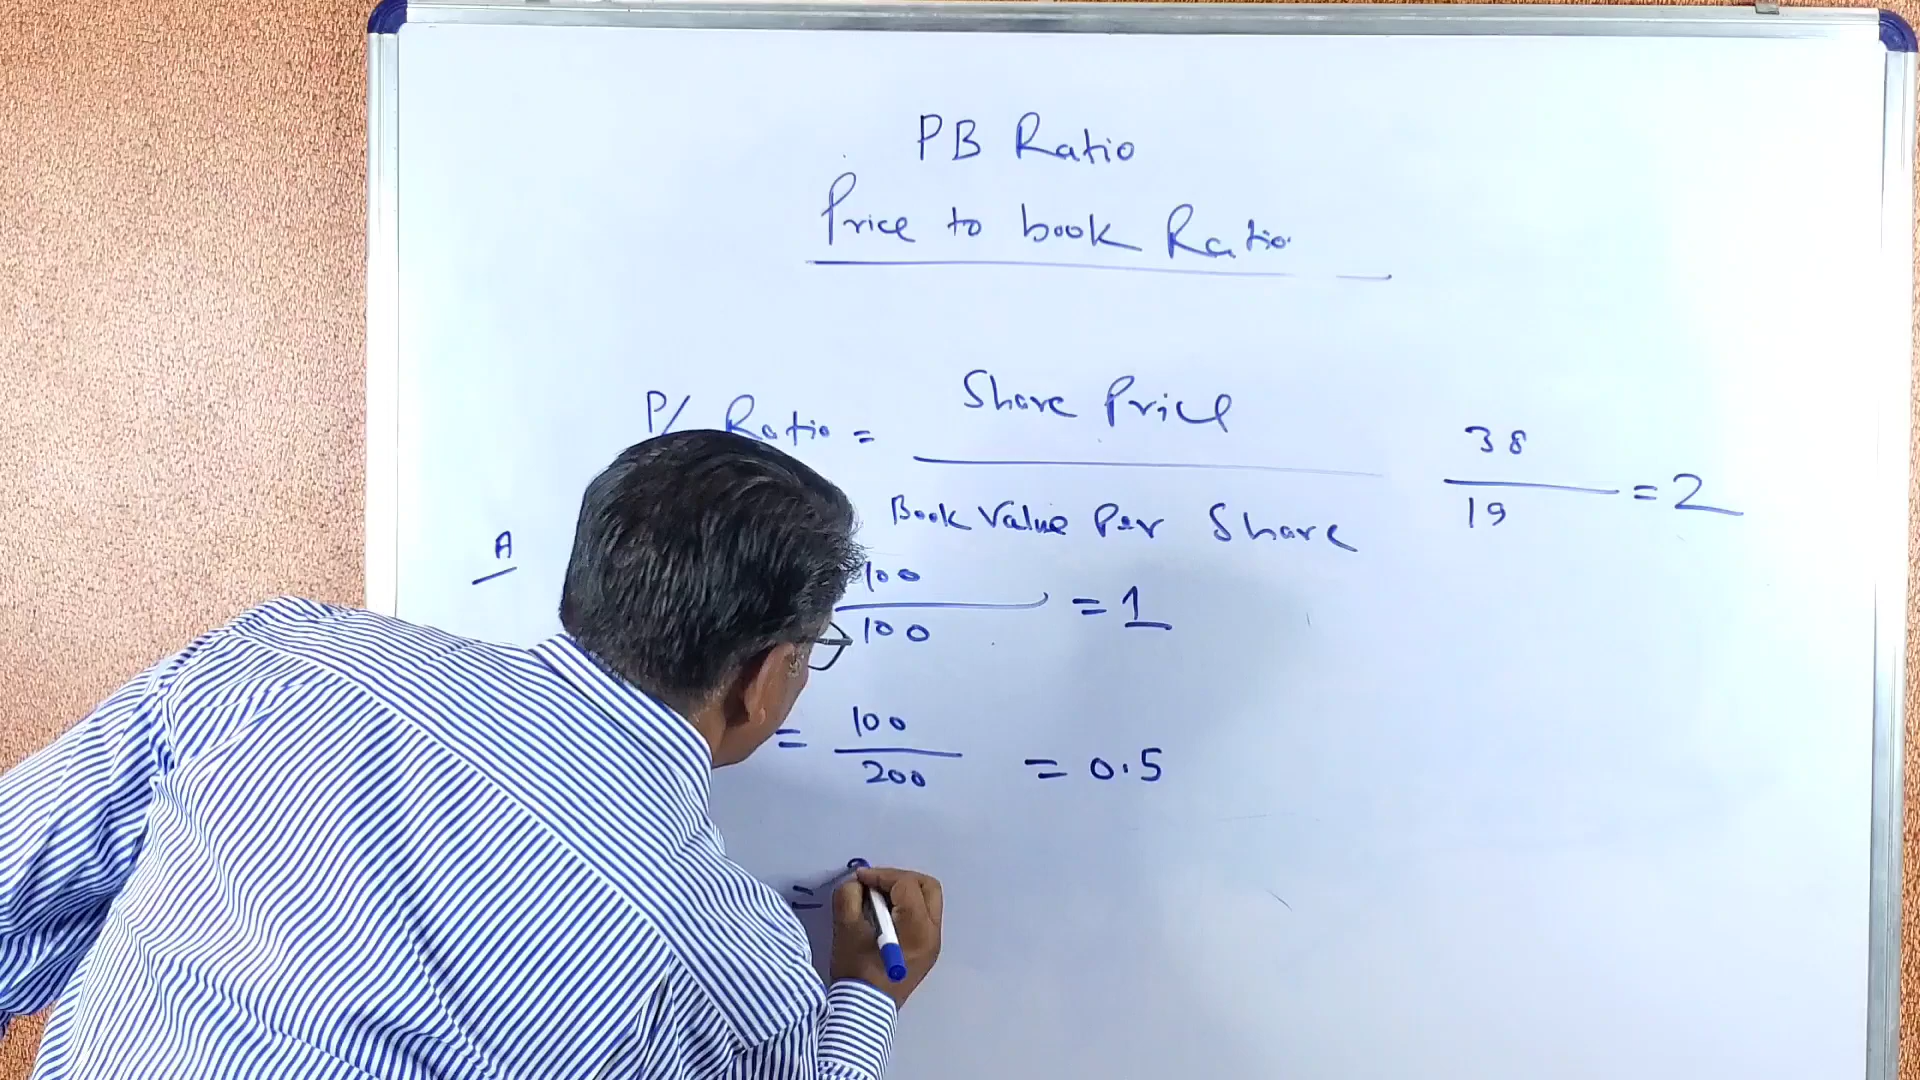 PB Ratio
Price to book Ratio
P/ Ratio = Share Price
Book Value Per Share
38
19
= 2
A
100
100
= 1
= 100
200
= 0.5
=